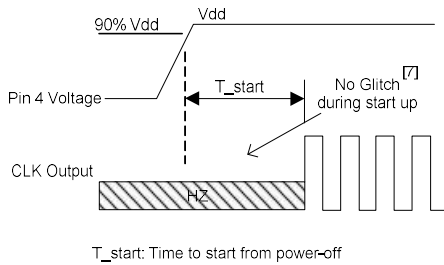 Vdd
90% Vdd
T_start
No Glitch [7]
during start up
Pin 4 Voltage
CLK Output
HZ
T_start: Time to start from power-off